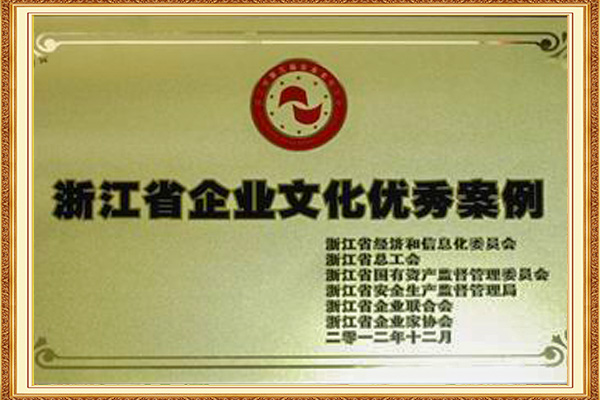 浙江省企业文化优秀案例
浙江省经济和信息化委员会
浙江省总工会
浙江省国有资产监督管理委员会
浙江省安全生产监督管理局
浙江省企业联合会
浙江省企业家协会
二零一二年十二月